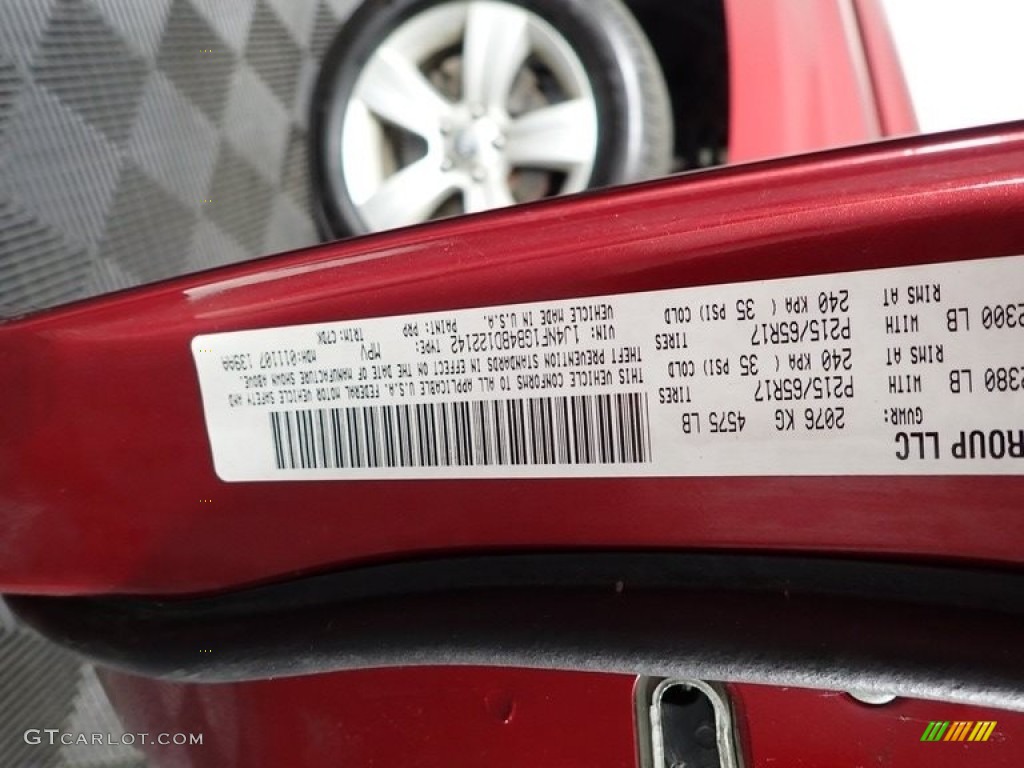 ROUP LLC
GVWR: 2076 KG 4575 LB
2380 LB WITH P215/65R17 TIRES
RIMS AT 240 KPA ( 35 PSI) COLD
2300 LB WITH P215/65R17 TIRES
RIMS AT 240 KPA ( 35 PSI) COLD
THIS VEHICLE CONFORMS TO ALL APPLICABLE U.S.A. FEDERAL MOTOR VEHICLE SAFETY AND
THEFT PREVENTION STANDARDS IN EFFECT ON THE DATE OF MANUFACTURE SHOWN ABOVE.
VIN: 1J4NF1GB4BD122142 TYPE: MPV MDH:011107 139AA
VEHICLE MADE IN U.S.A. PAINT: PRP TRIM:CTDK
GTCARLOT.COM